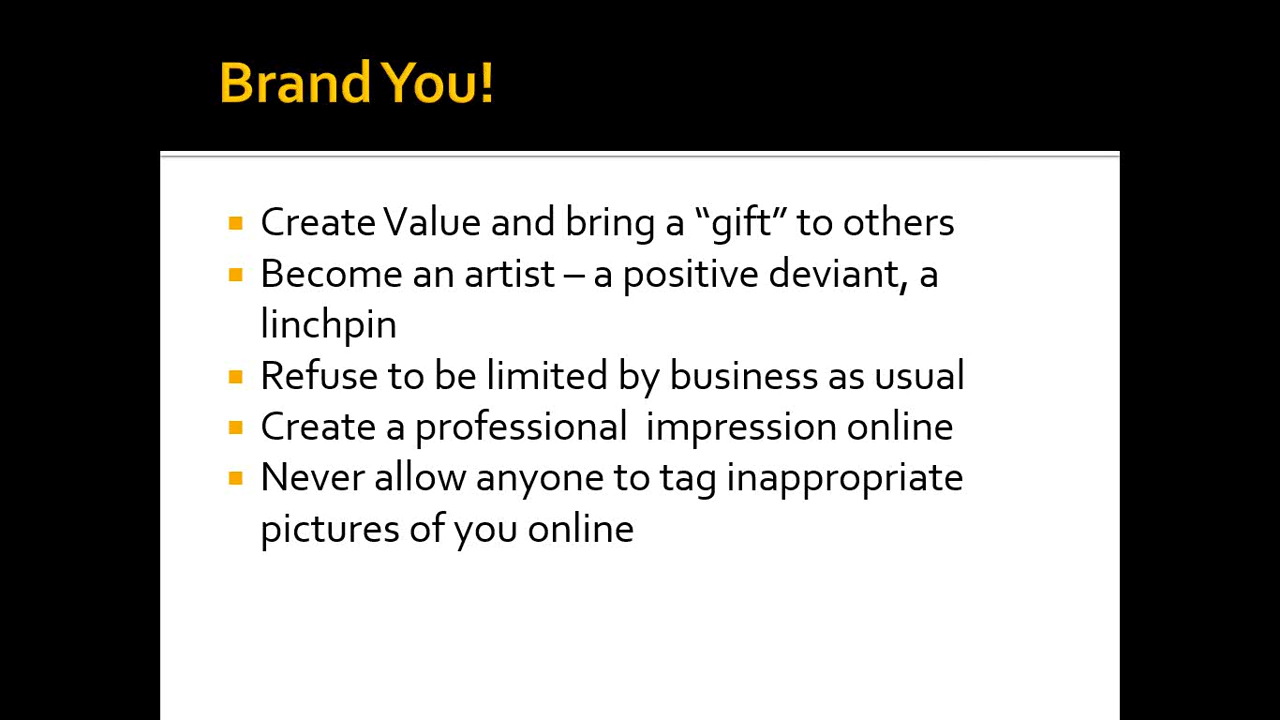 Brand You!
Create Value and bring a “gift” to others
Become an artist – a positive deviant, a
linchpin
Refuse to be limited by business as usual
Create a professional  impression online
Never allow anyone to tag inappropriate
pictures of you online